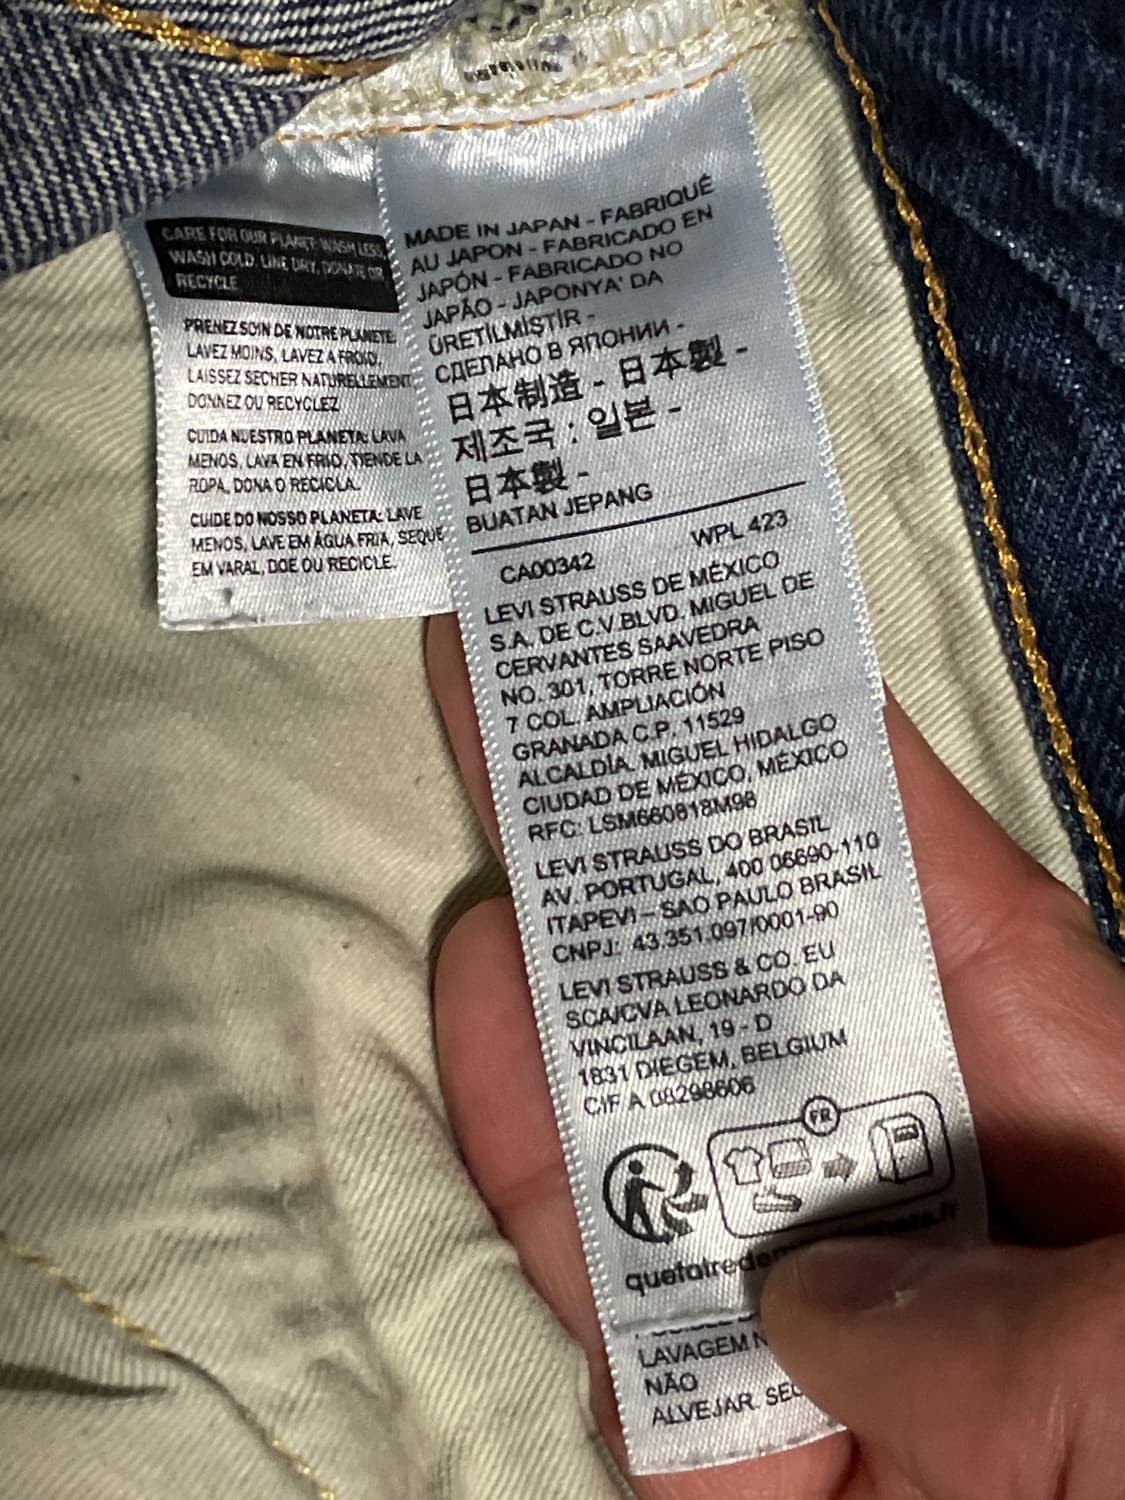 CARE FOR OUR PLANET: WASH LESS,
WASH COLD, LINE DRY, DONATE OR
RECYCLE.
PRENEZ SOIN DE NOTRE PLANETE.
LAVEZ MOINS, LAVEZ A FROID,
LAISSEZ SECHER NATURELLEMENT
DONNEZ OU RECYCLEZ
CUIDA NUESTRO PLANETA: LAVA
MENOS, LAVA EN FRIO, TIENDE LA
ROPA, DONA O RECICLA.
CUIDE DO NOSSO PLANETA: LAVE
MENOS, LAVE EM ÁGUA FRIA, SEQUE
EM VARAL, DOE OU RECICLE.
MADE IN JAPAN - FABRIQUÉ
AU JAPON - FABRICADO EN
JAPÓN - FABRICADO NO
JAPÃO - JAPONYA' DA
ÜRETİLMİŞTİR -
СДЕЛАНО В ЯПОНИИ -
日本制造 - 日本製 -
제조국 : 일본 -
日本製 -
BUATAN JEPANG
CA00342 WPL 423
LEVI STRAUSS DE MÉXICO
S.A. DE C.V.BLVD. MIGUEL DE
CERVANTES SAAVEDRA
NO. 301, TORRE NORTE PISO
7 COL. AMPLIACIÓN
GRANADA C.P. 11529
ALCALDÍA. MIGUEL HIDALGO
CIUDAD DE MÉXICO, MÉXICO
RFC: LSM660818M98
LEVI STRAUSS DO BRASIL
AV. PORTUGAL, 400 06690-110
ITAPEVI – SAO PAULO BRASIL
CNPJ: 43.351.097/0001-90
LEVI STRAUSS & CO. EU
SCA/CVA LEONARDO DA
VINCILAAN, 19 - D
1831 DIEGEM, BELGIUM
CIF A 08296606
FR
LAVAGEM
NÃO
ALVEJAR.